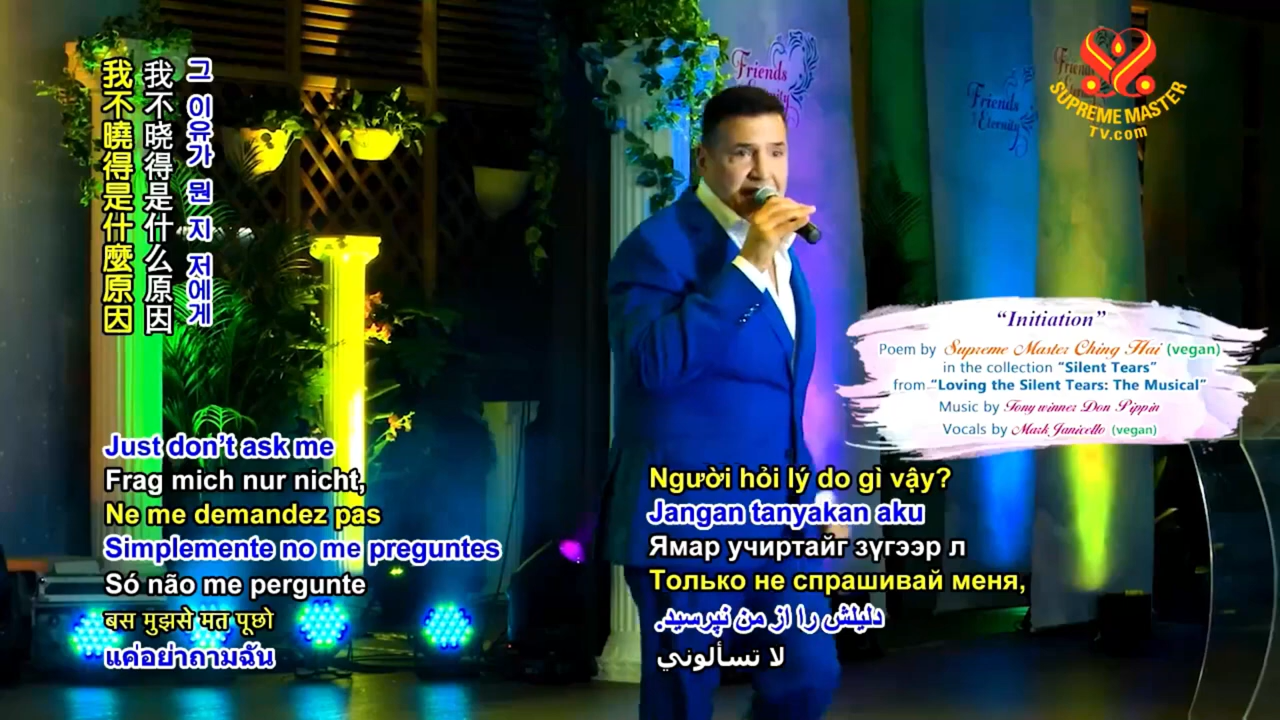 我不曉得是什麼原因
我不晓得是什么原因
그 이유가 뭔 지 저에게
Just don't ask me
Frag mich nur nicht,
Ne me demandez pas
Simplemente no me preguntes
Só não me pergunte
बस मुझसे मत पूछो
แค่อย่าถามฉัน
Người hỏi lý do gì vậy?
Jangan tanyakan aku
Ямар учиртайг зүгээр л
Только не спрашивай меня,
دلیلش را از من نپرسید.
لا تسألوني
Friends
Friends
Eternity
SUPREME MASTER
TV.com
“Initiation”
Poem by Supreme Master Ching Hai (vegan)
in the collection “Silent Tears”
from “Loving the Silent Tears: The Musical”
Music by Tony winner Don Pippin
Vocals by Mark Janicello (vegan)